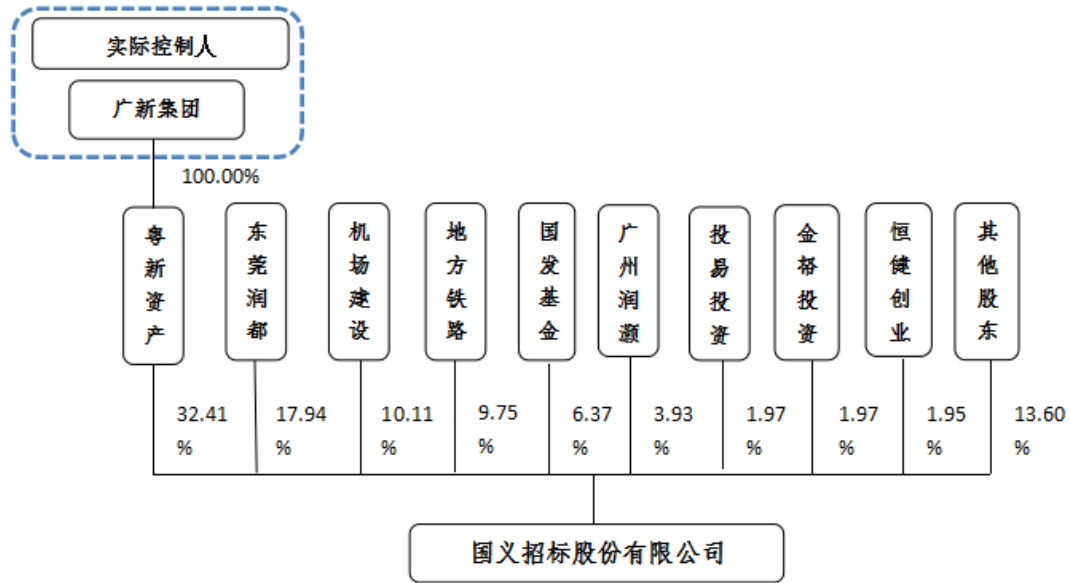 实际控制人
广新集团
100.00%
粤新资产
东莞润都
机场建设
地方铁路
国发基金
广州润灏
投易投资
金裕投资
恒健创业
其他股东
32.41
%
17.94
%
10.11
%
9.75
%
6.37
%
3.93
%
1.97
%
1.97
%
1.95
%
13.60
%
国义招标股份有限公司